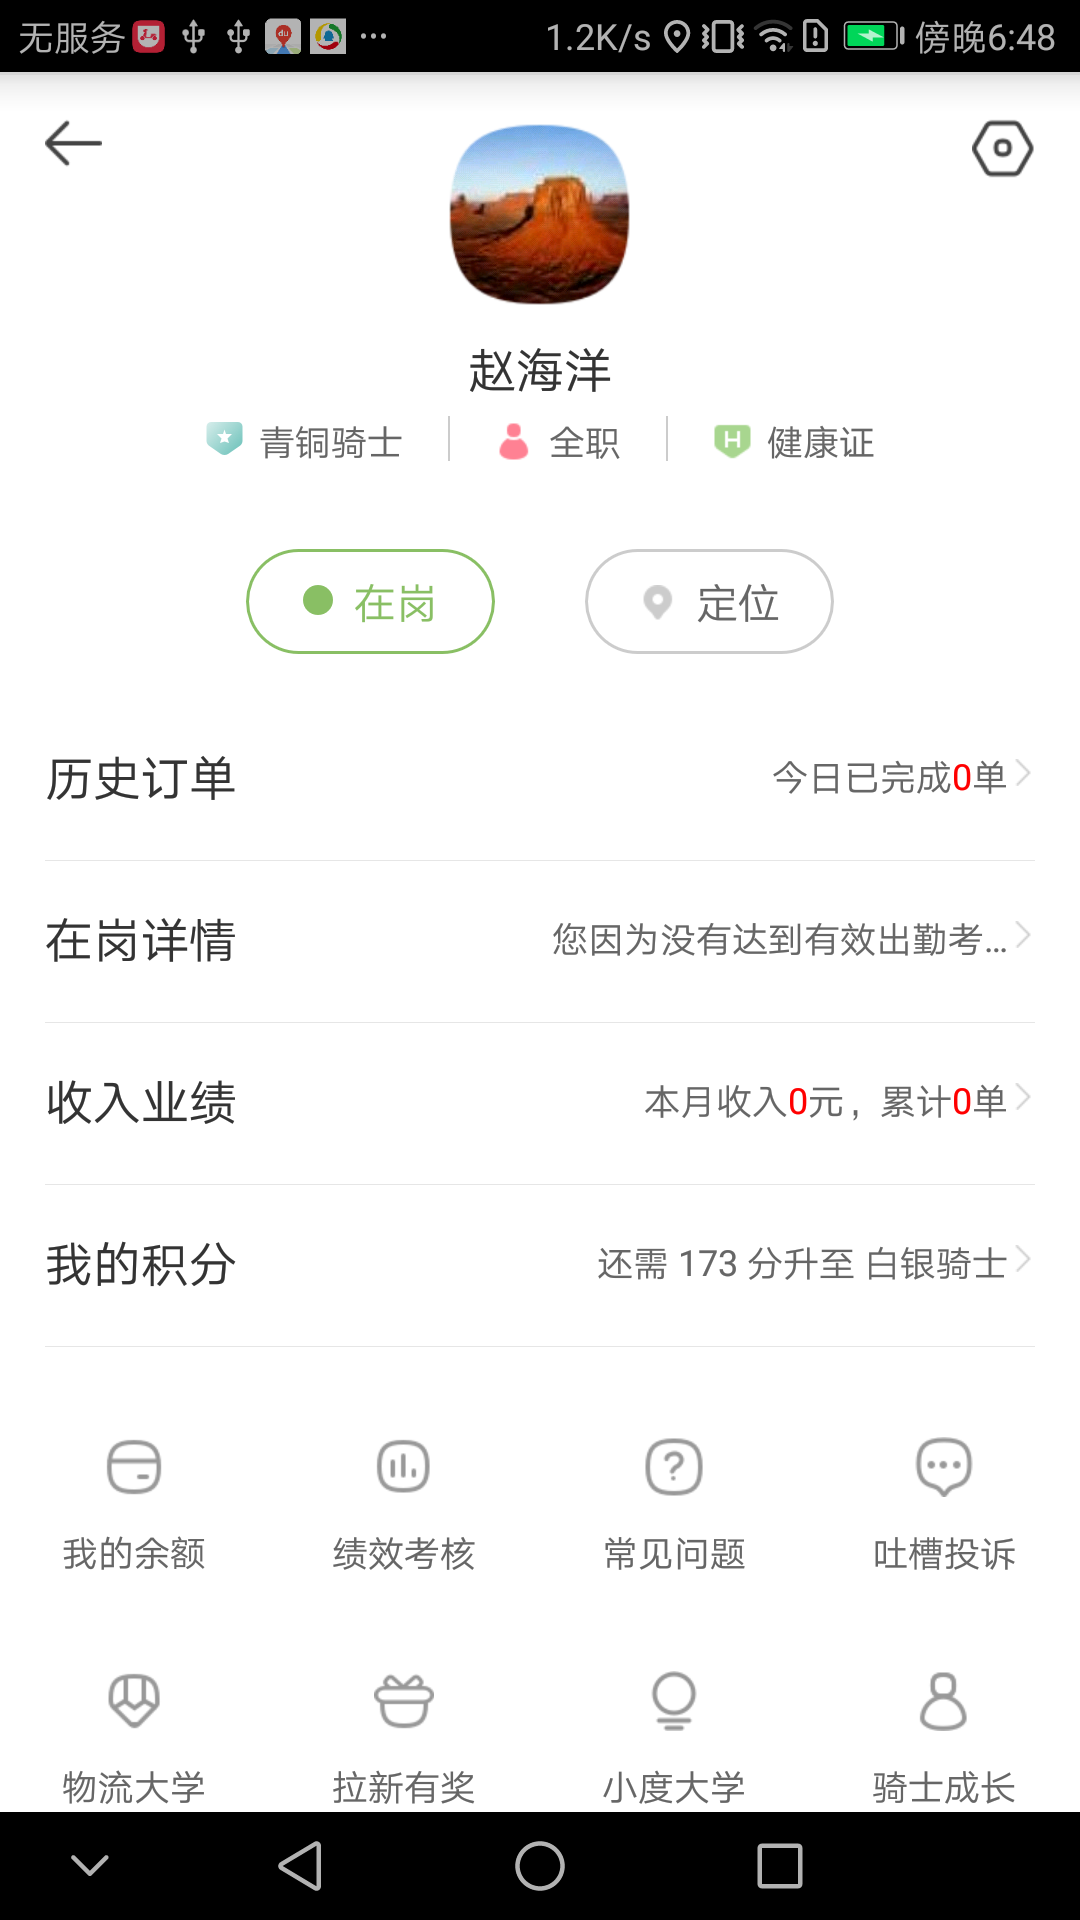 无服务 1.2K/s 傍晚6:48
赵海洋
青铜骑士 全职 H 健康证
在岗 定位
历史订单 今日已完成0单
在岗详情 您因为没有达到有效出勤考...
收入业绩 本月收入0元，累计0单
我的积分 还需 173 分升至 白银骑士
我的余额 绩效考核 常见问题 吐槽投诉
物流大学 拉新有奖 小度大学 骑士成长